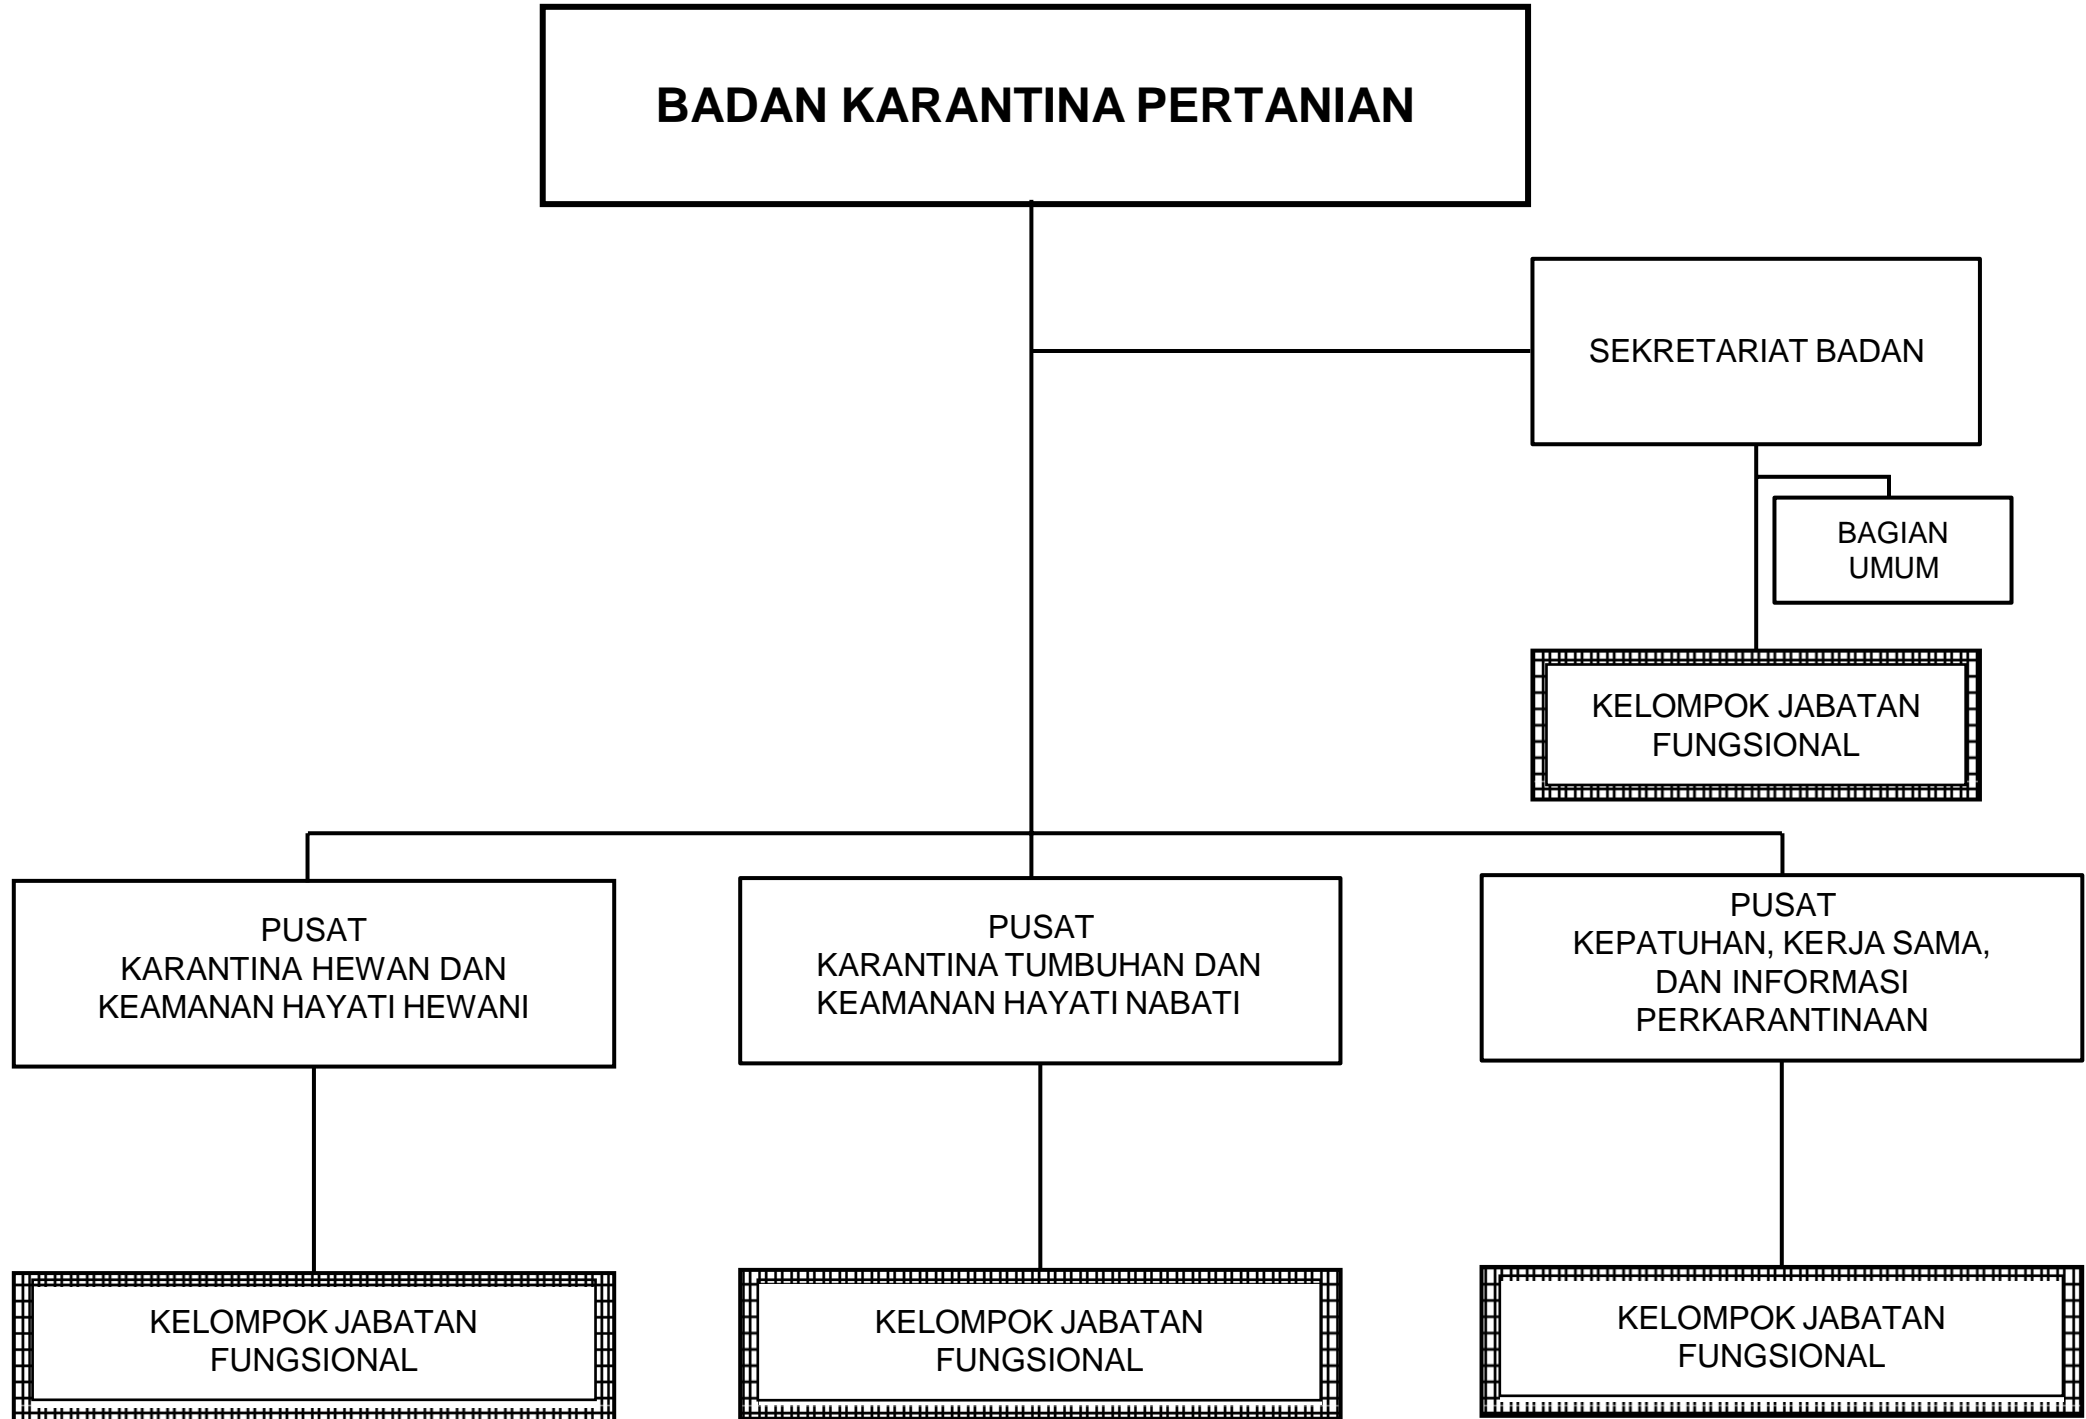 BADAN KARANTINA PERTANIAN
SEKRETARIAT BADAN
BAGIAN
UMUM
KELOMPOK JABATAN
FUNGSIONAL
PUSAT
KARANTINA HEWAN DAN
KEAMANAN HAYATI HEWANI
PUSAT
KARANTINA TUMBUHAN DAN
KEAMANAN HAYATI NABATI
PUSAT
KEPATUHAN, KERJA SAMA,
DAN INFORMASI
PERKARANTINAAN
KELOMPOK JABATAN
FUNGSIONAL
KELOMPOK JABATAN
FUNGSIONAL
KELOMPOK JABATAN
FUNGSIONAL